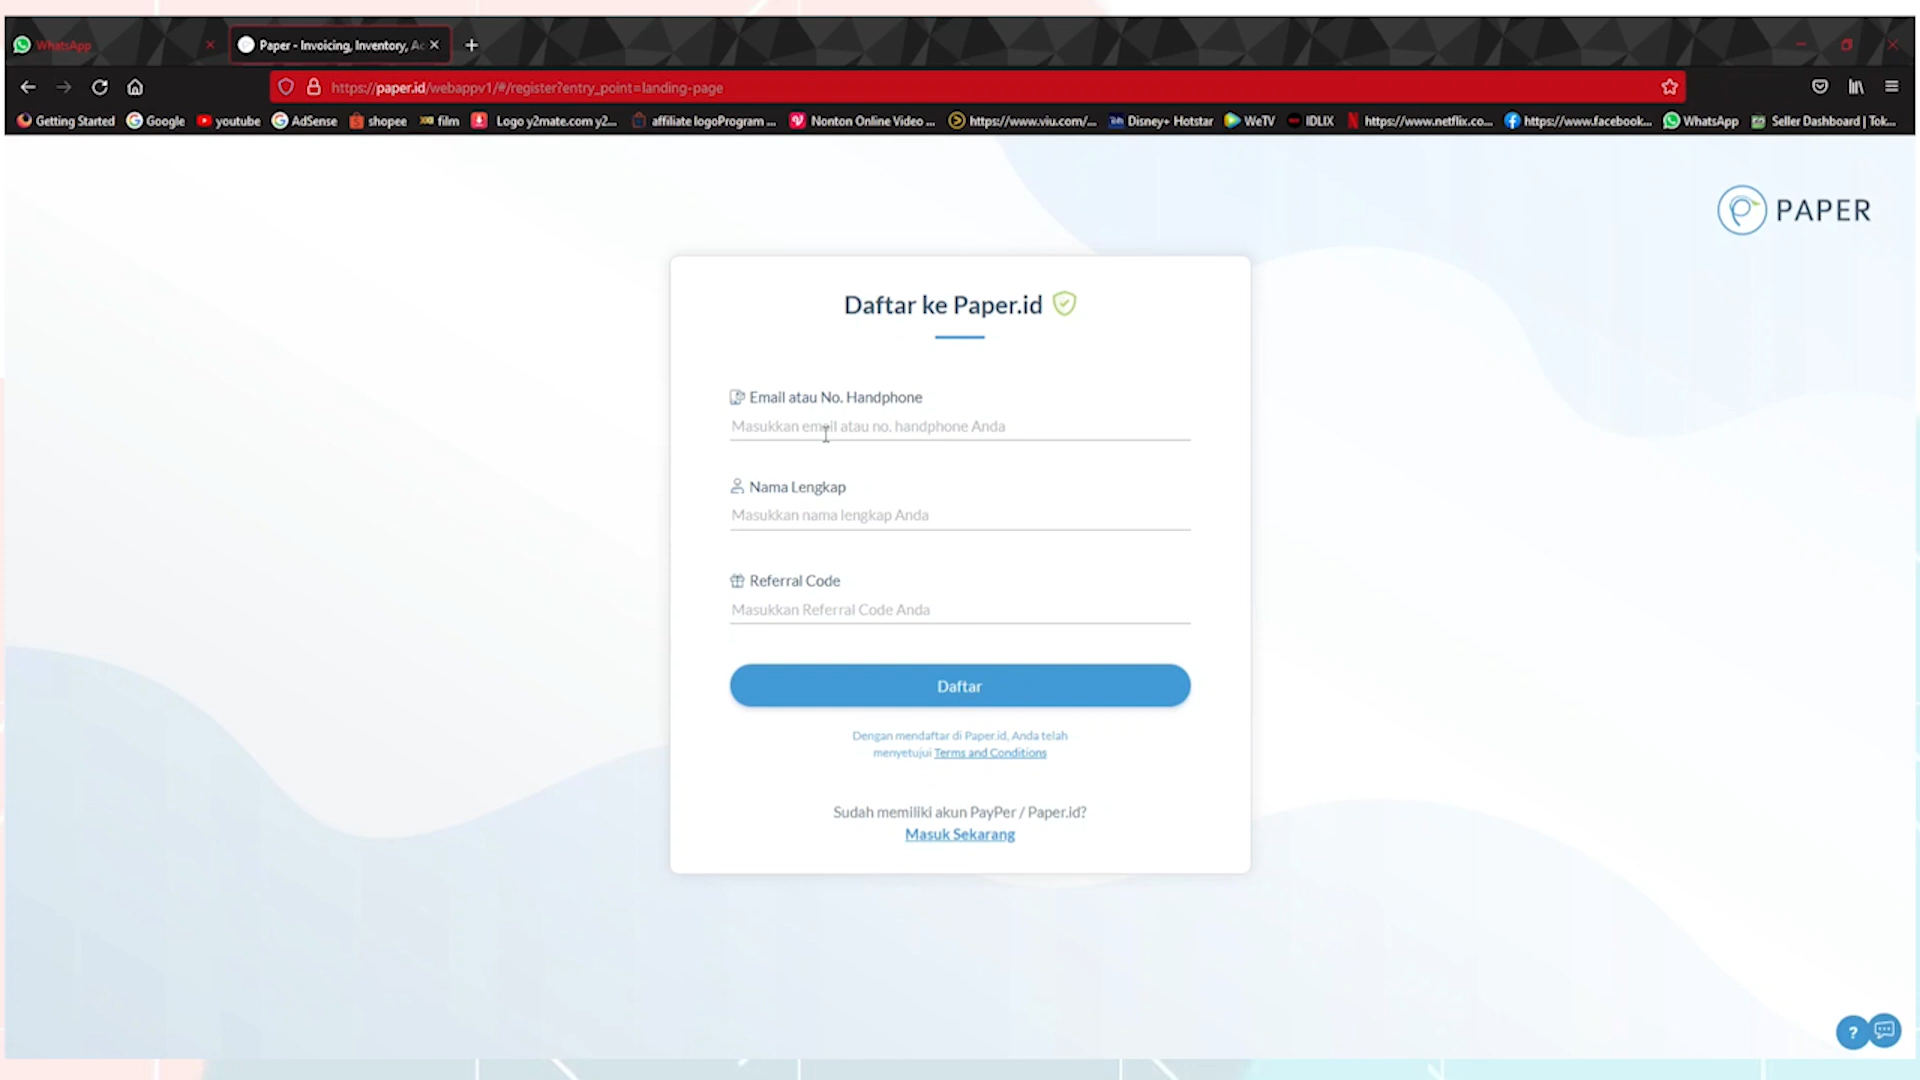 WhatsApp
Paper - Invoicing, Inventory, Ac
https://paper.id/webappv1/#/register?entry_point=landing-page
Getting Started Google youtube AdSense shopee film Logo y2mate.com y2... affiliate logoProgram ... Nonton Online Video ... https://www.viu.com/... Disney+ Hotstar WeTV IDLIX https://www.netflix.co... https://www.facebook... WhatsApp Seller Dashboard | Tok...
PAPER
Daftar ke Paper.id
Email atau No. Handphone
Masukkan email atau no. handphone Anda
Nama Lengkap
Masukkan nama lengkap Anda
Referral Code
Masukkan Referral Code Anda
Daftar
Dengan mendaftar di Paper.id, Anda telah
menyetujui Terms and Conditions
Sudah memiliki akun PayPer / Paper.id?
Masuk Sekarang
?